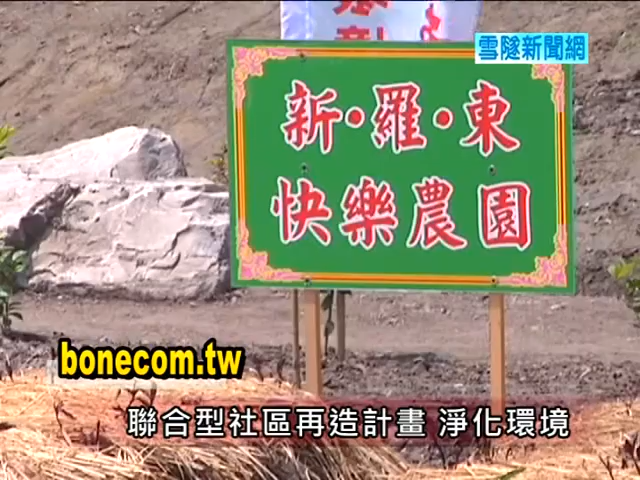 雪隧新聞網
新·羅·東
快樂農園
bonecom.tw
聯合型社區再造計畫 淨化環境